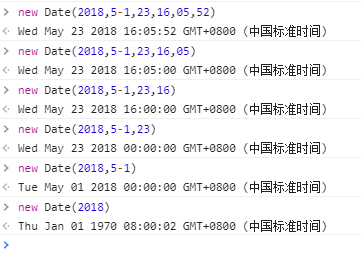 > new Date(2018,5-1,23,16,05,52)
<· Wed May 23 2018 16:05:52 GMT+0800 (中国标准时间)
> new Date(2018,5-1,23,16,05)
<· Wed May 23 2018 16:05:00 GMT+0800 (中国标准时间)
> new Date(2018,5-1,23,16)
<· Wed May 23 2018 16:00:00 GMT+0800 (中国标准时间)
> new Date(2018,5-1,23)
<· Wed May 23 2018 00:00:00 GMT+0800 (中国标准时间)
> new Date(2018,5-1)
<· Tue May 01 2018 00:00:00 GMT+0800 (中国标准时间)
> new Date(2018)
<· Thu Jan 01 1970 08:00:02 GMT+0800 (中国标准时间)
>